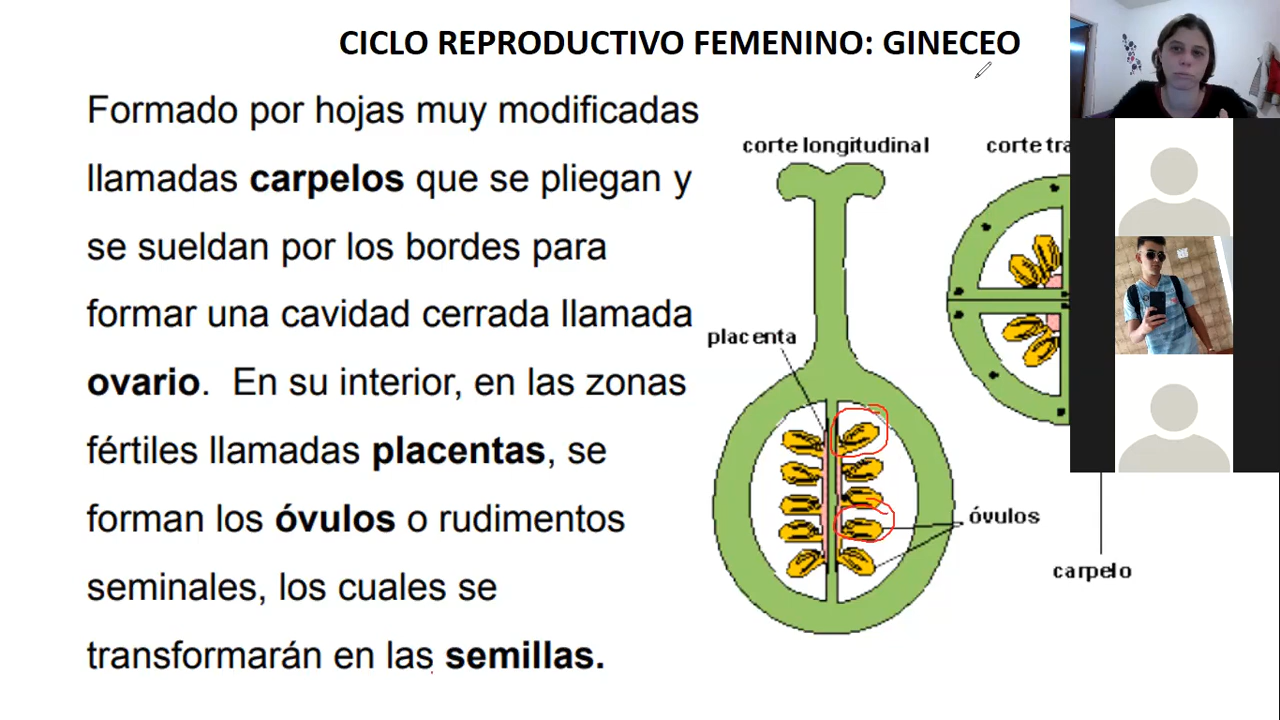 CICLO REPRODUCTIVO FEMENINO: GINECEO
Formado por hojas muy modificadas
llamadas carpelos que se pliegan y
se sueldan por los bordes para
formar una cavidad cerrada llamada
ovario. En su interior, en las zonas
fértiles llamadas placentas, se
forman los óvulos o rudimentos
seminales, los cuales se
transformarán en las semillas.
corte longitudinal
corte tra
placenta
óvulos
carpelo